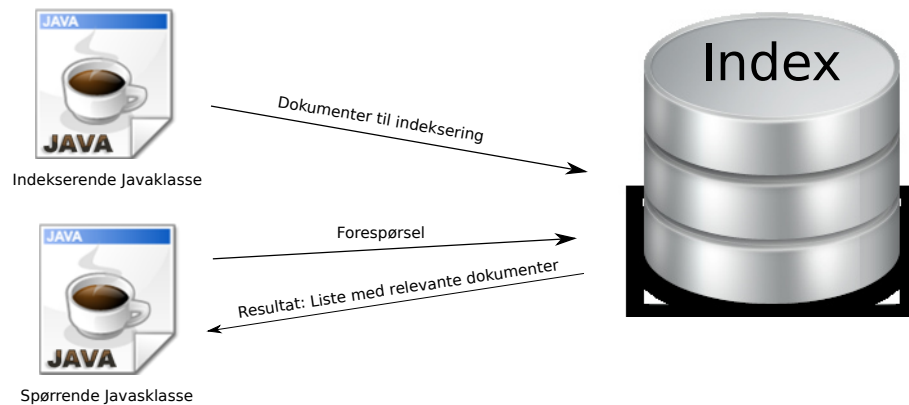 JAVA
JAVA
Indekserende Javaklasse
Dokumenter til indeksering
Index
JAVA
JAVA
Spørrende Javasklasse
Forespørsel
Resultat: Liste med relevante dokumenter